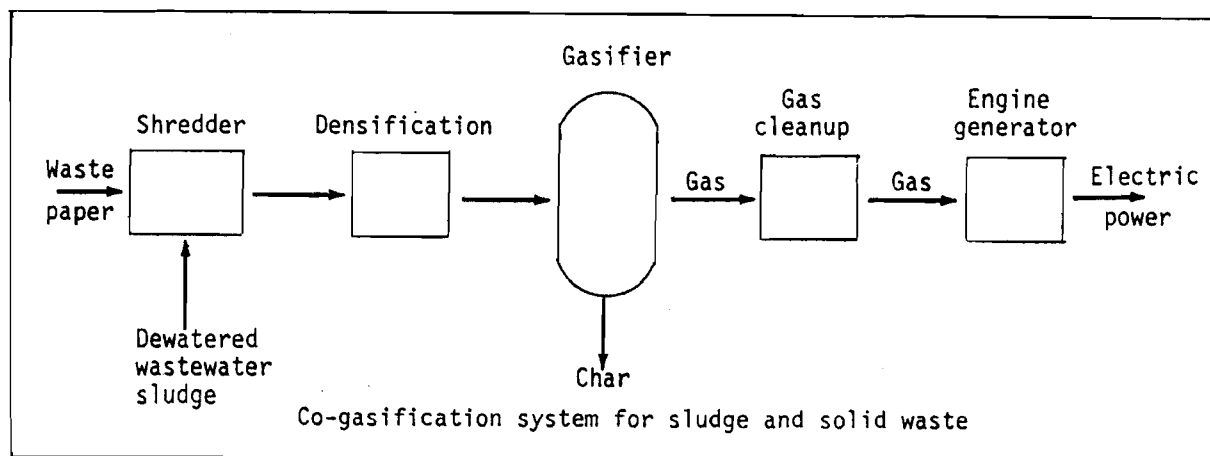 Gasifier
Shredder
Densification
Gas
cleanup
Engine
generator
Waste
paper
Gas
Gas
Electric
power
Dewatered
wastewater
sludge
Char
Co-gasification system for sludge and solid waste